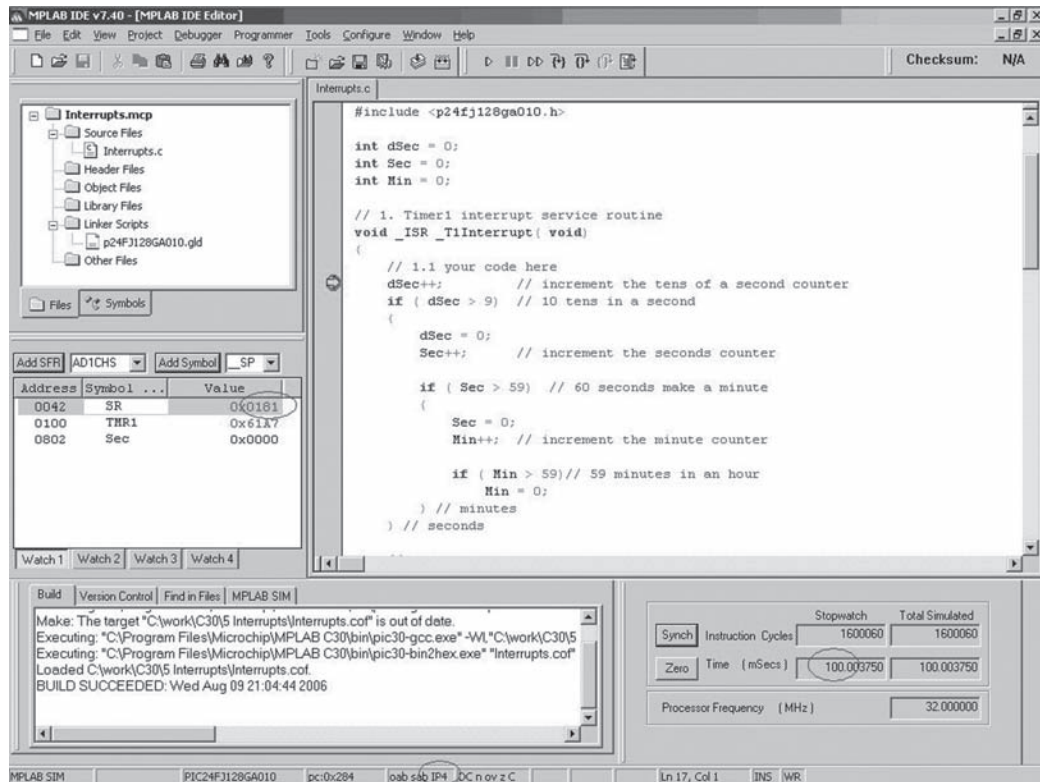 MPLAB IDE v7.40 - [MPLAB IDE Editor]
File Edit View Project Debugger Programmer Tools Configure Window Help
Checksum: N/A
Interrupts.mcp
Source Files
Interrupts.c
Header Files
Object Files
Library Files
Linker Scripts
p24FJ128GA010.gld
Other Files
Files Symbols
Add SFR AD1CHS Add Symbol __SP
Address Symbol ... Value
0042 SR 0x0181
0100 TMR1 0x61A7
0802 Sec 0x0000
Watch 1 Watch 2 Watch 3 Watch 4
Interrupts.c
#include <p24fj128ga010.h>
int dSec = 0;
int Sec = 0;
int Min = 0;
// 1. Timer1 interrupt service routine
void _ISR _T1Interrupt( void)
{
// 1.1 your code here
dSec++; // increment the tens of a second counter
if ( dSec > 9) // 10 tens in a second
{
dSec = 0;
Sec++; // increment the seconds counter
if ( Sec > 59) // 60 seconds make a minute
{
Sec = 0;
Min++; // increment the minute counter
if ( Min > 59)// 59 minutes in an hour
Min = 0;
} // minutes
} // seconds
Build Version Control Find in Files MPLAB SIM
Make: The target "C:\work\C30\5 Interrupts\Interrupts.cof" is out of date.
Executing: "C:\Program Files\Microchip\MPLAB C30\bin\pic30-gcc.exe" -Wl,"C:\work\C30\5
Executing: "C:\Program Files\Microchip\MPLAB C30\bin\pic30-bin2hex.exe" "Interrupts.cof"
Loaded C:\work\C30\5 Interrupts\Interrupts.cof.
BUILD SUCCEEDED: Wed Aug 09 21:04:44 2006
Stopwatch Total Simulated
Synch Instruction Cycles 1600060 1600060
Zero Time (mSecs) 100.003750 100.003750
Processor Frequency (MHz) 32.000000
MPLAB SIM PIC24FJ128GA010 pc:0x284 oab sab IP4 DC n ov z C Ln 17, Col 1 INS WR